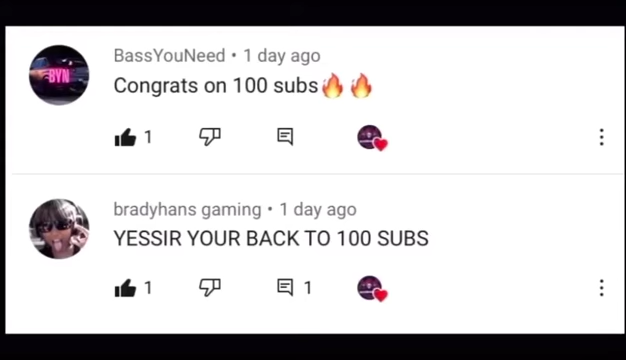 BassYouNeed • 1 day ago
BYN
Congrats on 100 subs🔥🔥
1
bradyhans gaming • 1 day ago
YESSIR YOUR BACK TO 100 SUBS
1 1